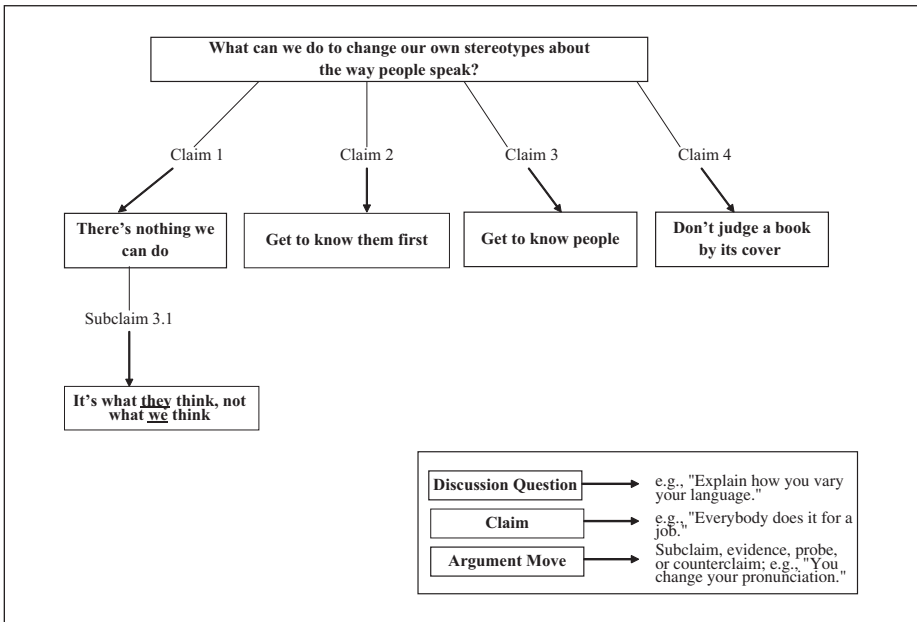 What can we do to change our own stereotypes about
the way people speak?
Claim 1
Claim 2
Claim 3
Claim 4
There's nothing we
can do
Get to know them first
Get to know people
Don't judge a book
by its cover
Subclaim 3.1
It's what they think, not
what we think
Discussion Question
e.g., "Explain how you vary
your language."
Claim
e.g., "Everybody does it for a
job."
Argument Move
Subclaim, evidence, probe,
or counterclaim; e.g., "You
change your pronunciation."